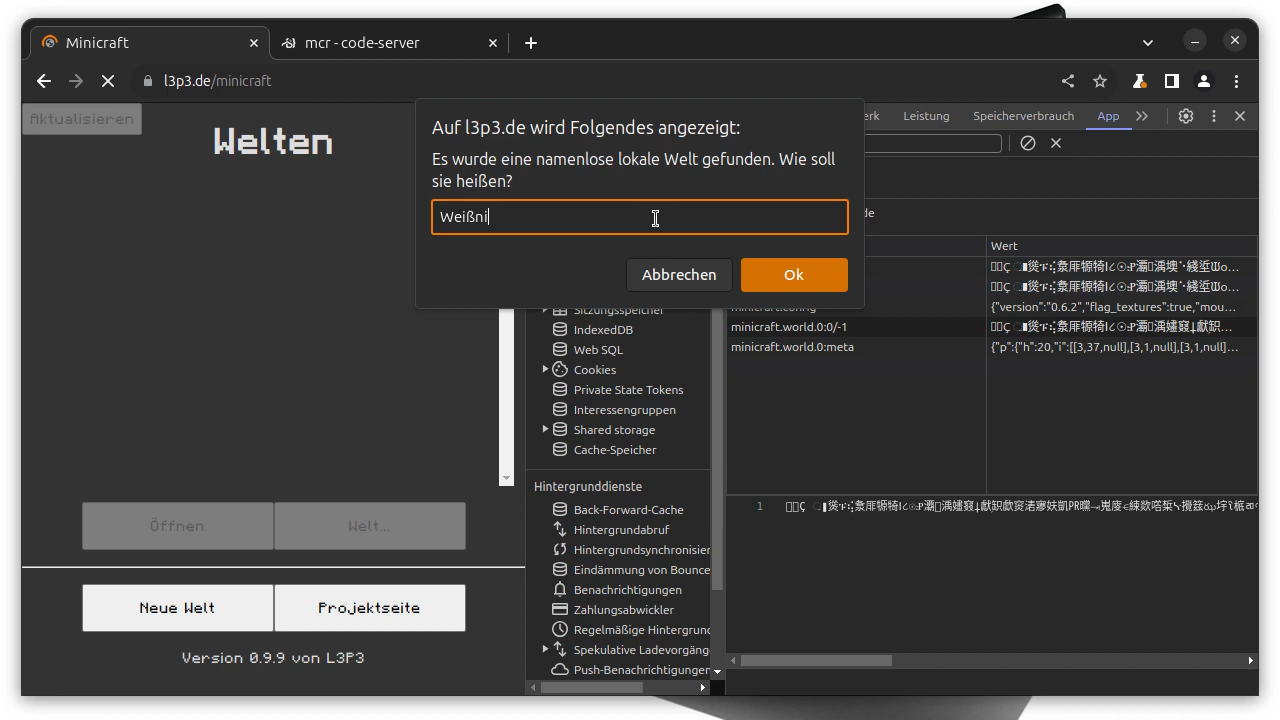 Minicraft
mcr - code-server
l3p3.de/minicraft
Aktualisieren
Welten
Auf l3p3.de wird Folgendes angezeigt:
Es wurde eine namenlose lokale Welt gefunden. Wie soll
sie heißen?
Weißni
Abbrechen
Ok
Leistung
Speicherverbrauch
App
Wert
{"version":"0.6.2","flag_textures":true,"mou…
minicraft.world.0:0/-1
minicraft.world.0:meta
{"p":{"h":20,"i":[[3,37,null],[3,1,null],[3,1,null]…
Sitzungsspeicher
IndexedDB
Web SQL
Cookies
Private State Tokens
Interessengruppen
Shared storage
Cache-Speicher
Hintergrunddienste
Back-Forward-Cache
Hintergrundabruf
Hintergrundsynchronisier
Eindämmung von Bounce
Benachrichtigungen
Zahlungsabwickler
Regelmäßige Hintergrund
Spekulative Ladevorgäng
Push-Benachrichtigungen
1
Öffnen
Welt…
Neue Welt
Projektseite
Version 0.9.9 von L3P3